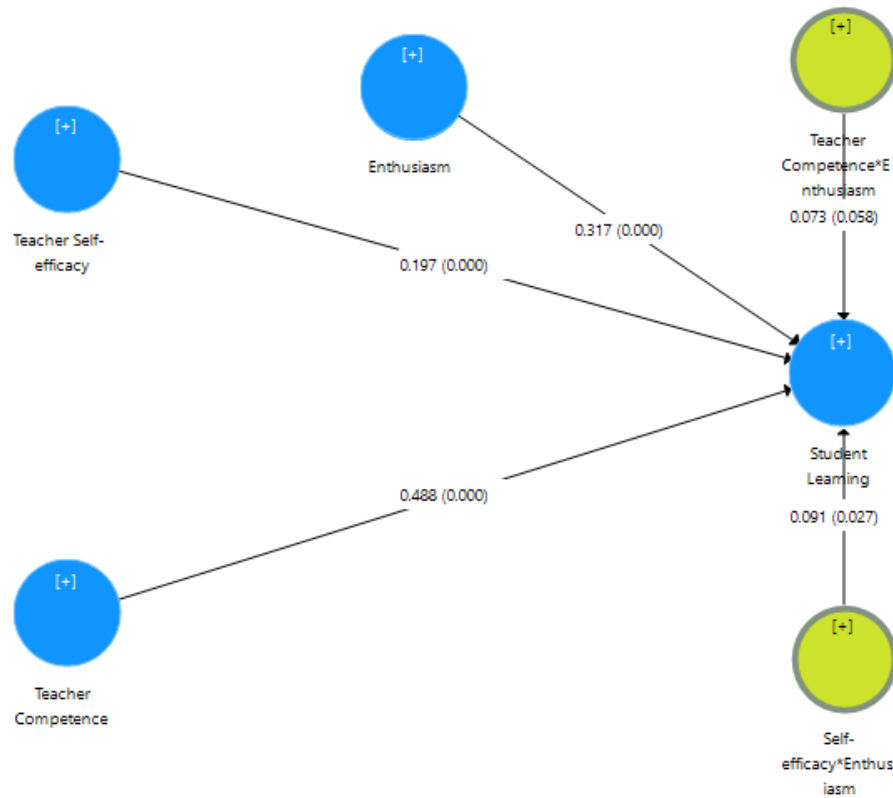 [+]
Teacher
Competence*E
nthusiasm
0.073 (0.058)
[+]
Enthusiasm
0.317 (0.000)
[+]
Teacher Self-
efficacy
0.197 (0.000)
[+]
Student
Learning
0.488 (0.000)
0.091 (0.027)
[+]
Teacher
Competence
[+]
Self-
efficacy*Enthus
iasm